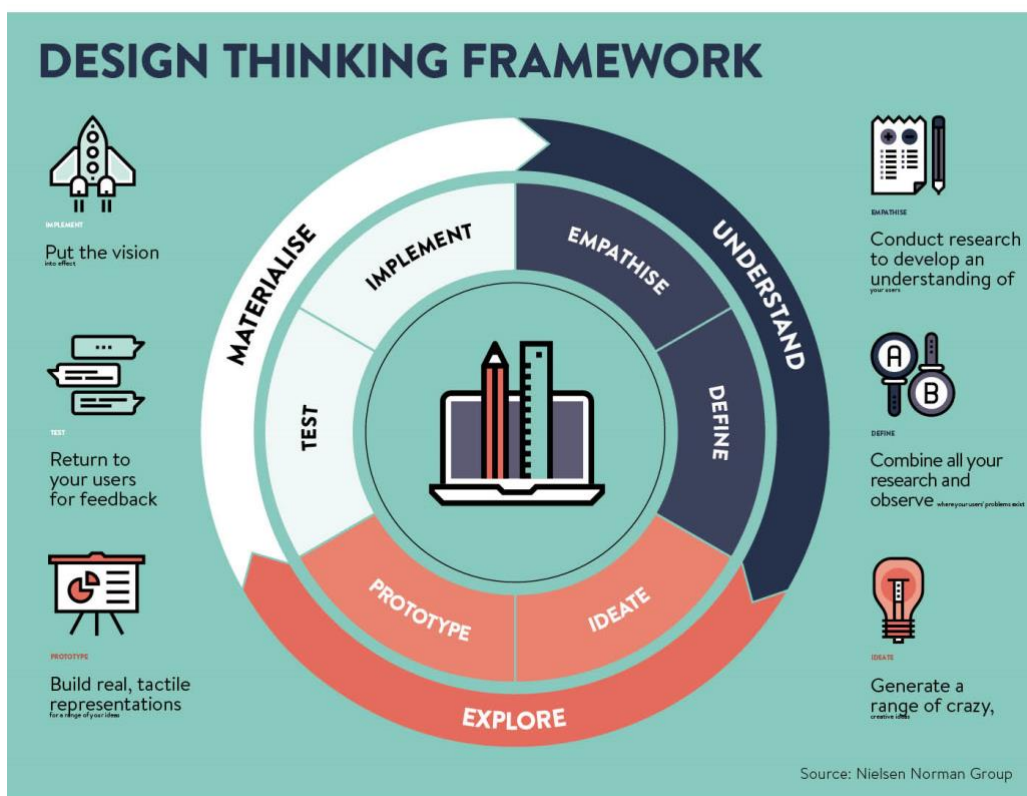 DESIGN THINKING FRAMEWORK
IMPLEMENT
Put the vision
into effect
TEST
Return to
your users
for feedback
PROTOTYPE
Build real, tactile
representations
for a range of your ideas
MATERIALISE
UNDERSTAND
EXPLORE
IMPLEMENT
EMPATHISE
DEFINE
IDEATE
PROTOTYPE
TEST
EMPATHISE
Conduct research
to develop an
understanding of
your users
A
B
DEFINE
Combine all your
research and
observe where your users' problems exist
IDEATE
Generate a
range of crazy,
creative ideas
Source: Nielsen Norman Group